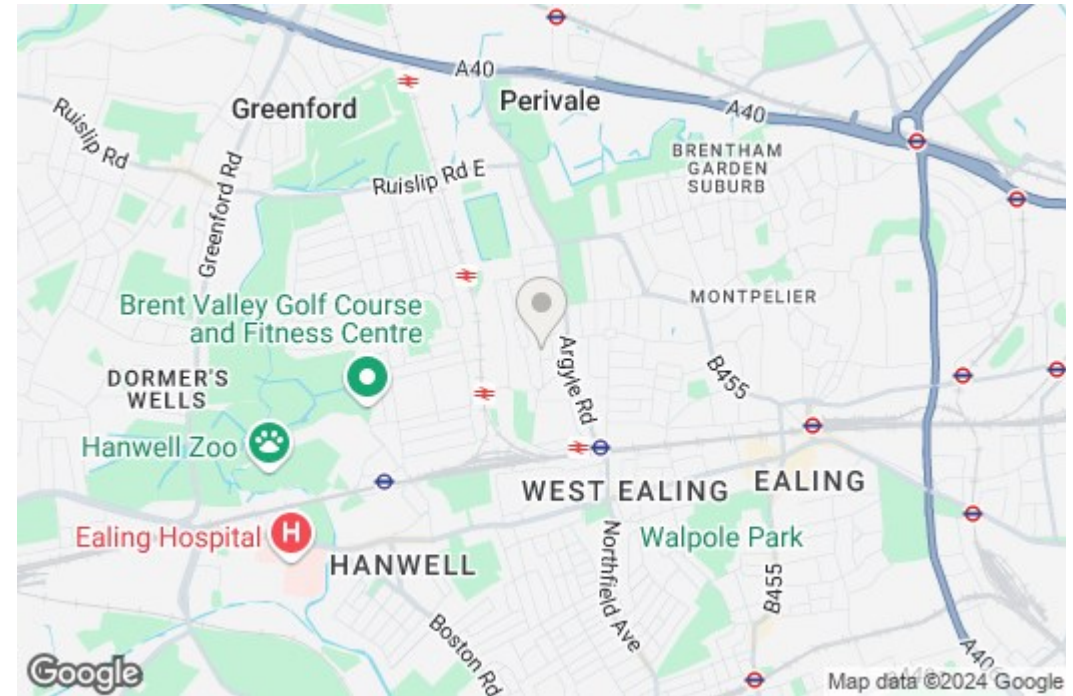 A40
Greenford
Perivale
A40
Ruislip Rd
BRENTHAM
GARDEN
SUBURB
Ruislip Rd E
Greenford Rd
Brent Valley Golf Course
and Fitness Centre
MONTPELIER
Argyle Rd
B455
DORMER'S
WELLS
Hanwell Zoo
WEST EALING
EALING
Ealing Hospital
H
Walpole Park
HANWELL
Northfield Ave
B455
Boston Rd
Google
Map data ©2024 Google